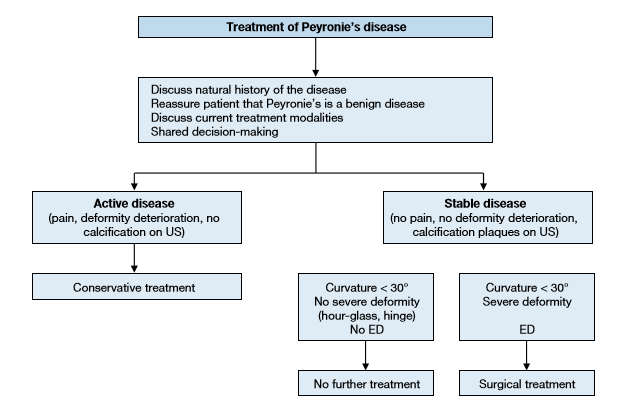 Treatment of Peyronie's disease
Discuss natural history of the disease
Reassure patient that Peyronie's is a benign disease
Discuss current treatment modalities
Shared decision-making
Active disease
(pain, deformity deterioration, no
calcification on US)
Stable disease
(no pain, no deformity deterioration,
calcification plaques on US)
Conservative treatment
Curvature < 30°
No severe deformity
(hour-glass, hinge)
No ED
Curvature < 30°
Severe deformity
ED
No further treatment
Surgical treatment